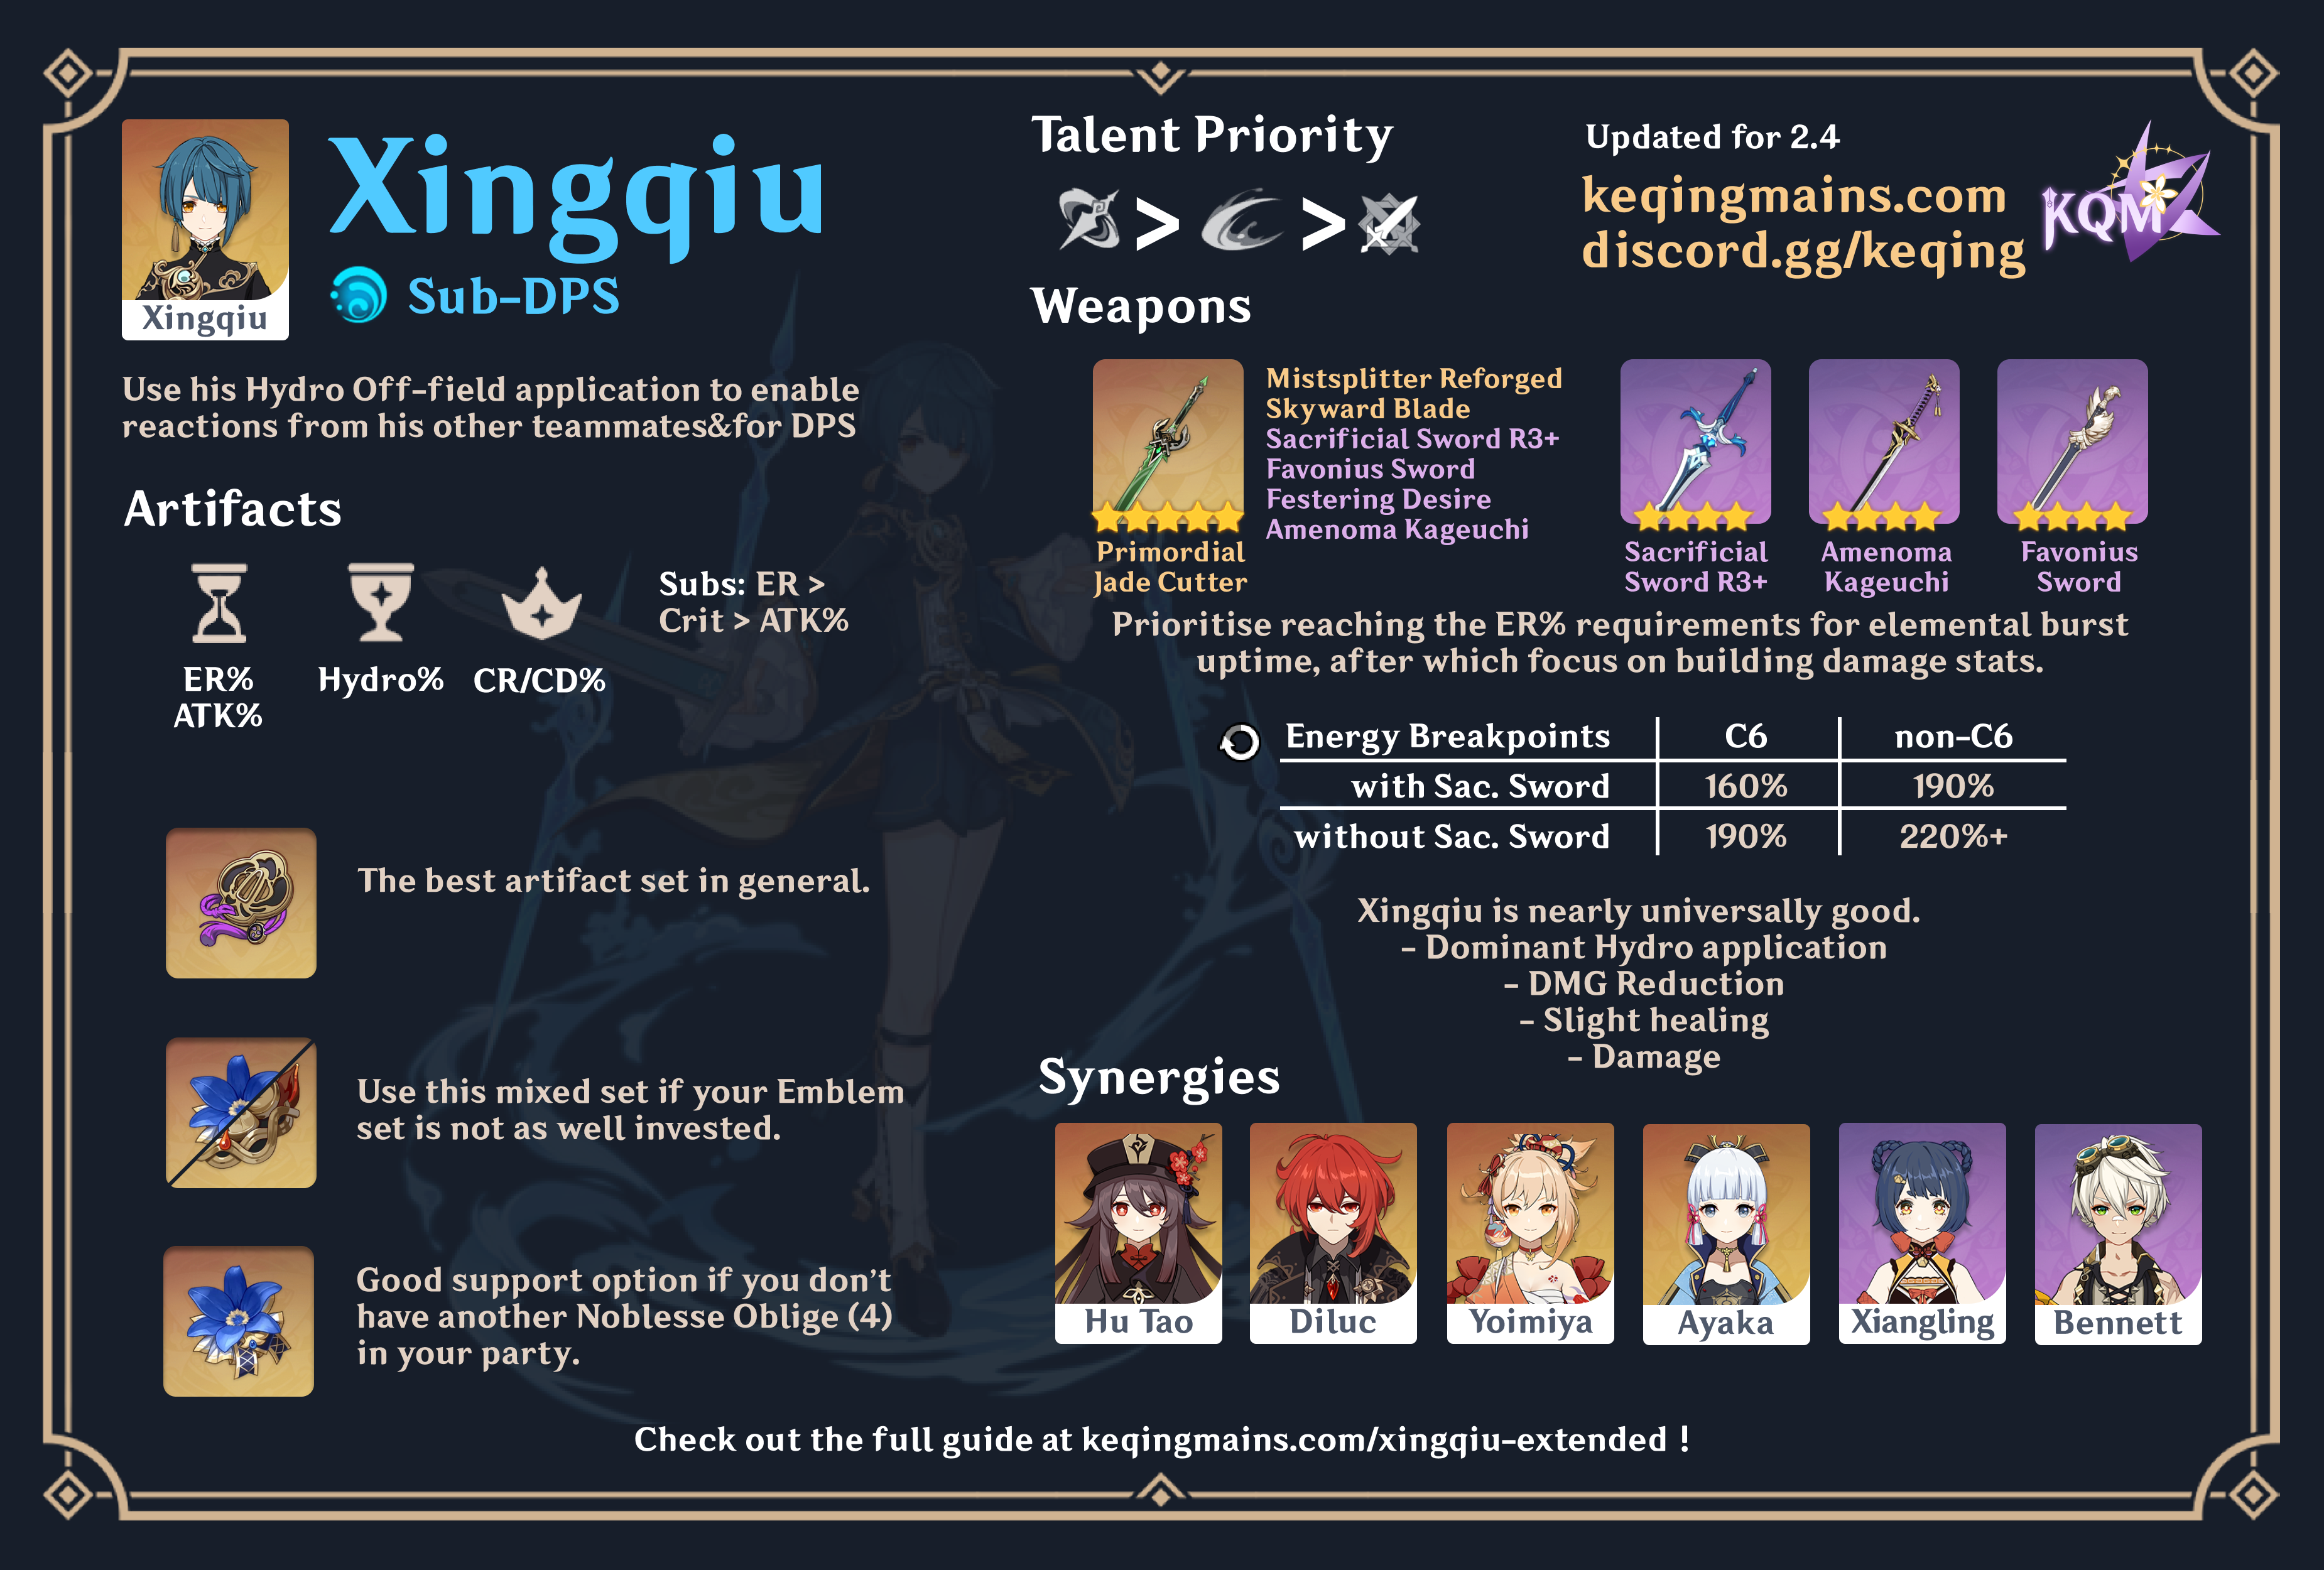 Xingqiu
Xingqiu
Sub-DPS
Use his Hydro Off-field application to enable
reactions from his other teammates&for DPS
Artifacts
ER%
ATK%
Hydro%
CR/CD%
Subs: ER >
Crit > ATK%
The best artifact set in general.
Use this mixed set if your Emblem
set is not as well invested.
Good support option if you don't
have another Noblesse Oblige (4)
in your party.
Talent Priority
> >
Updated for 2.4
keqingmains.com
discord.gg/keqing
KQM
Weapons
Primordial
Jade Cutter
Mistsplitter Reforged
Skyward Blade
Sacrificial Sword R3+
Favonius Sword
Festering Desire
Amenoma Kageuchi
Sacrificial
Sword R3+
Amenoma
Kageuchi
Favonius
Sword
Prioritise reaching the ER% requirements for elemental burst
uptime, after which focus on building damage stats.
Energy Breakpoints C6 non-C6
with Sac. Sword 160% 190%
without Sac. Sword 190% 220%+
Xingqiu is nearly universally good.
- Dominant Hydro application
- DMG Reduction
- Slight healing
- Damage
Synergies
Hu Tao
Diluc
Yoimiya
Ayaka
Xiangling
Bennett
Check out the full guide at keqingmains.com/xingqiu-extended !